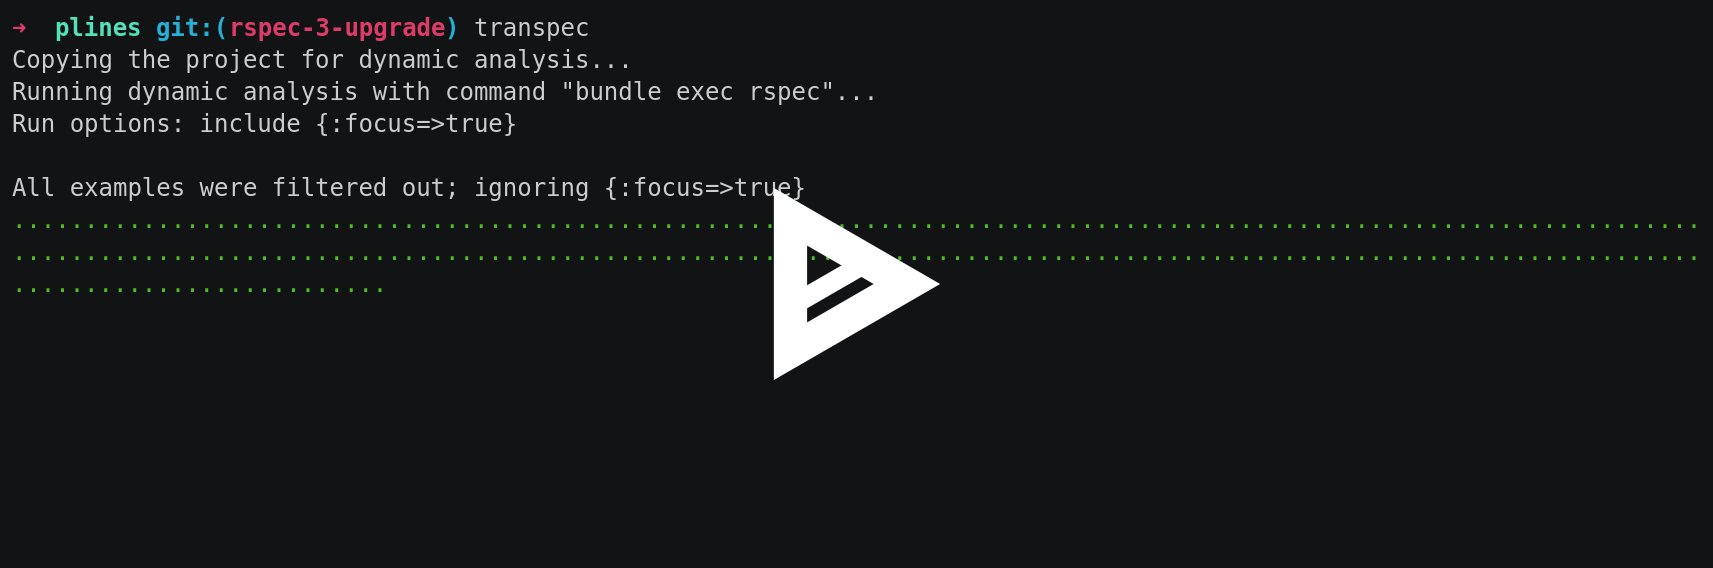 ➜  plines git:(rspec-3-upgrade) transpec
Copying the project for dynamic analysis...
Running dynamic analysis with command "bundle exec rspec"...
Run options: include {:focus=>true}

All examples were filtered out; ignoring {:focus=>true}
.....................................................................................................................
.....................................................................................................................
..........................